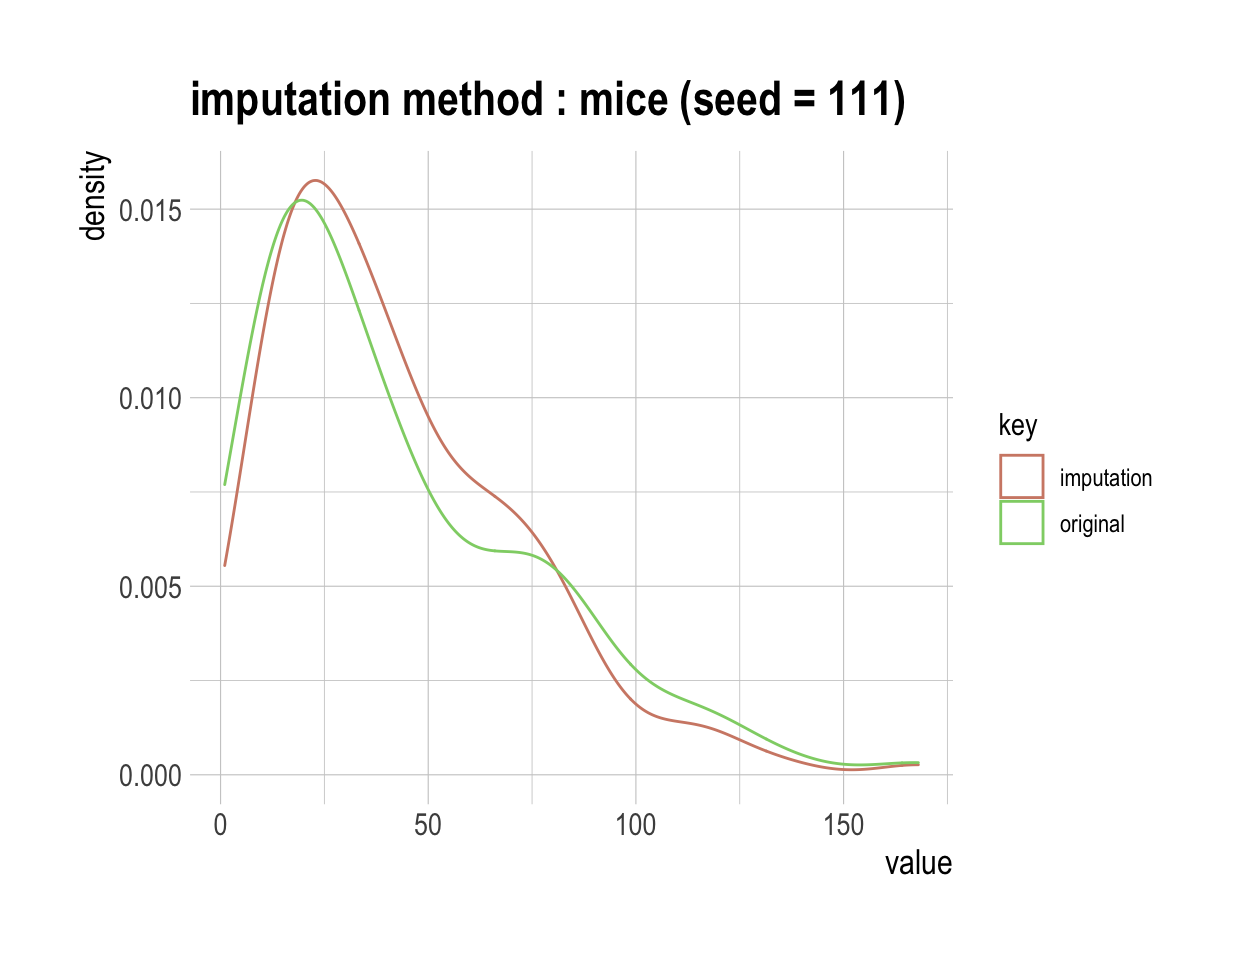 imputation method : mice (seed = 111)
density
0.015
0.010
0.005
0.000
0 50 100 150
value
key
imputation
original